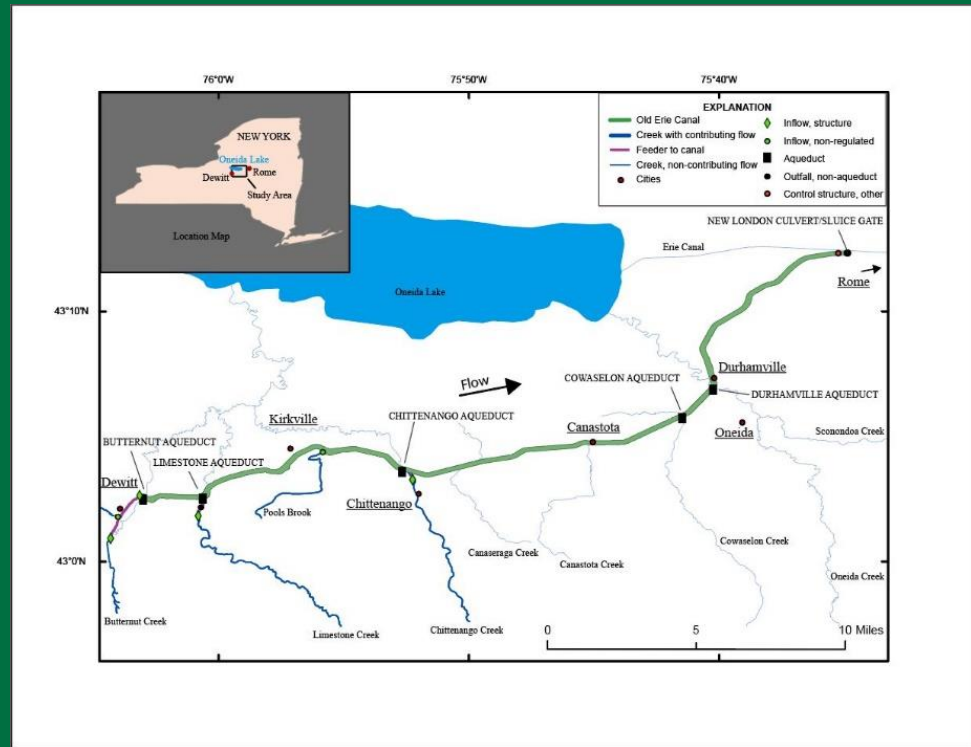 76°0'W
75°50'W
75°40'W
NEW YORK
Oneida Lake
Dewitt
Rome
Study Area
Location Map
EXPLANATION
Old Erie Canal
Creek with contributing flow
Feeder to canal
Creek, non-contributing flow
Cities
Inflow, structure
Inflow, non-regulated
Aqueduct
Outfall, non-aqueduct
Control structure, other
NEW LONDON CULVERT/SLUICE GATE
Erie Canal
Rome
Oneida Lake
43°10'N
Flow
Durhamville
COWASELON AQUEDUCT
DURHAMVILLE AQUEDUCT
Kirkville
CHITTENANGO AQUEDUCT
Canastota
Oneida
Sconondoa Creek
BUTTERNUT AQUEDUCT
LIMESTONE AQUEDUCT
Dewitt
Chittenango
Pools Brook
Canaseraga Creek
Canastota Creek
Cowaselon Creek
43°0'N
Oneida Creek
Butternut Creek
Limestone Creek
Chittenango Creek
0 5 10 Miles